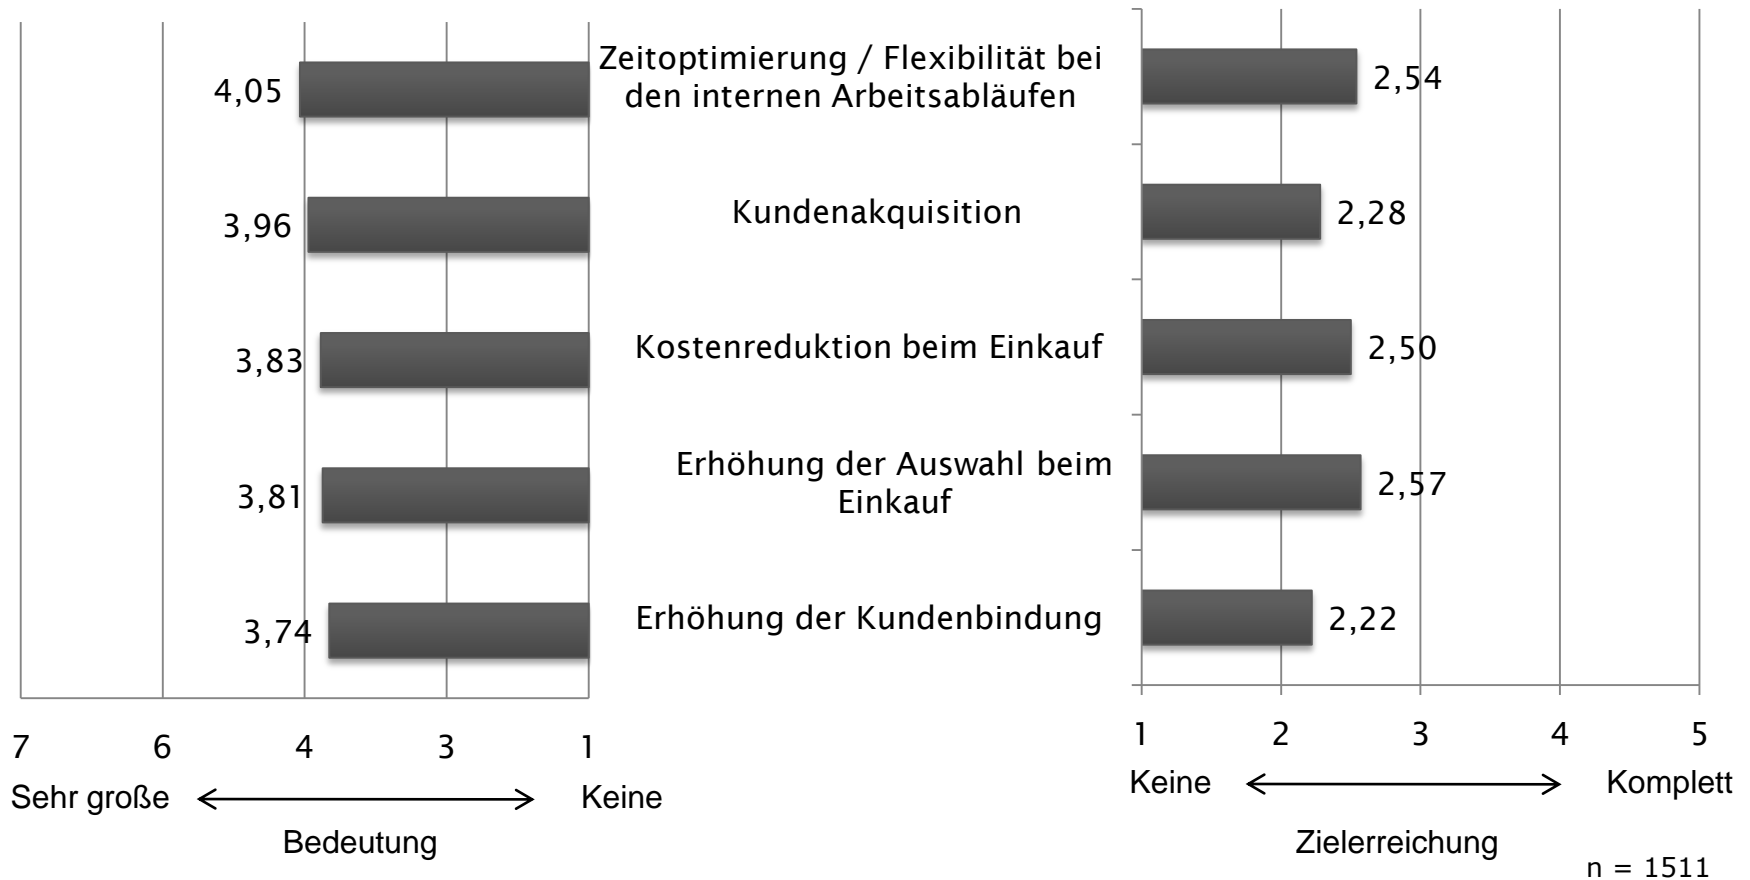 4,05
Zeitoptimierung / Flexibilität bei
den internen Arbeitsabläufen
2,54
3,96
Kundenakquisition
2,28
3,83
Kostenreduktion beim Einkauf
2,50
3,81
Erhöhung der Auswahl beim
Einkauf
2,57
3,74
Erhöhung der Kundenbindung
2,22
7 6 4 3 1
1 2 3 4 5
Sehr große Keine
Keine Komplett
Bedeutung
Zielerreichung
n = 1511